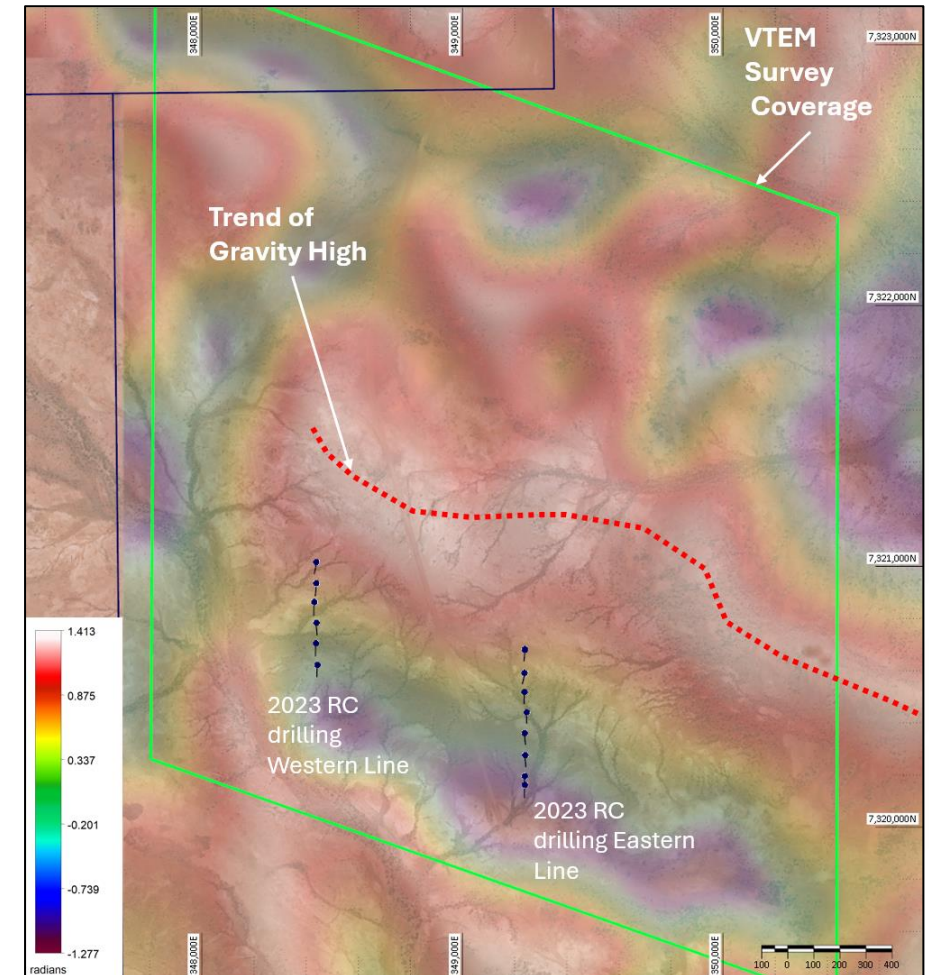 348,000E
349,000E
350,000E
VTEM
Survey
Coverage
7,323,000N
Trend of
Gravity High
7,322,000N
7,321,000N
1.413
0.875
0.337
-0.201
-0.739
-1.277
radians
2023 RC
drilling
Western Line
2023 RC
drilling Eastern
Line
7,320,000N
348,000E
349,000E
350,000E
100 0 100 200 300 400